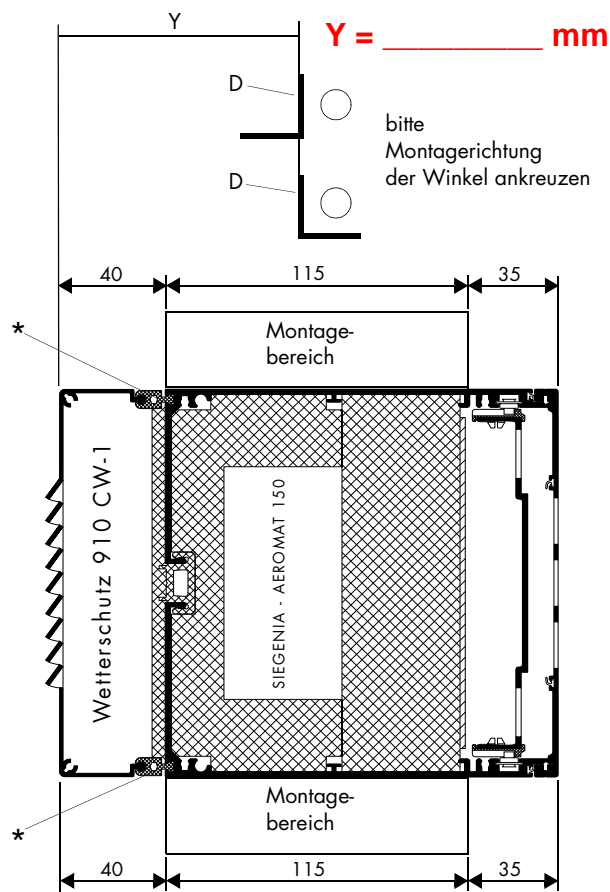 Y
Y = _________ mm
D
bitte
Montagerichtung
der Winkel ankreuzen
D
40
115
35
*
Montage-
bereich
Wetterschutz 910 CW-1
SIEGENIA - AEROMAT 150
*
Montage-
bereich
40
115
35